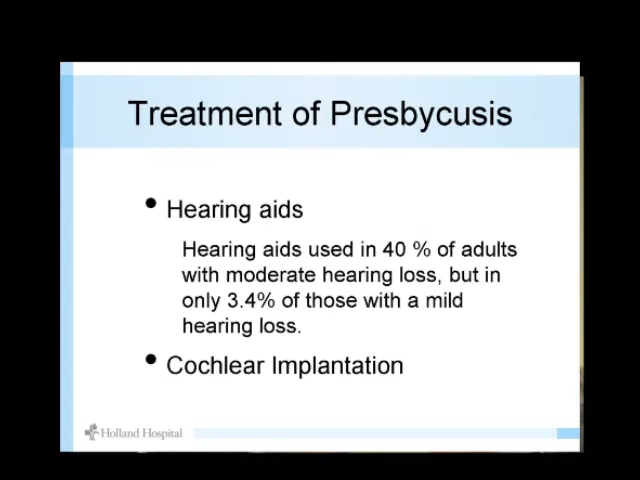 Treatment of Presbycusis
• Hearing aids
Hearing aids used in 40 % of adults
with moderate hearing loss, but in
only 3.4% of those with a mild
hearing loss.
• Cochlear Implantation
Holland Hospital